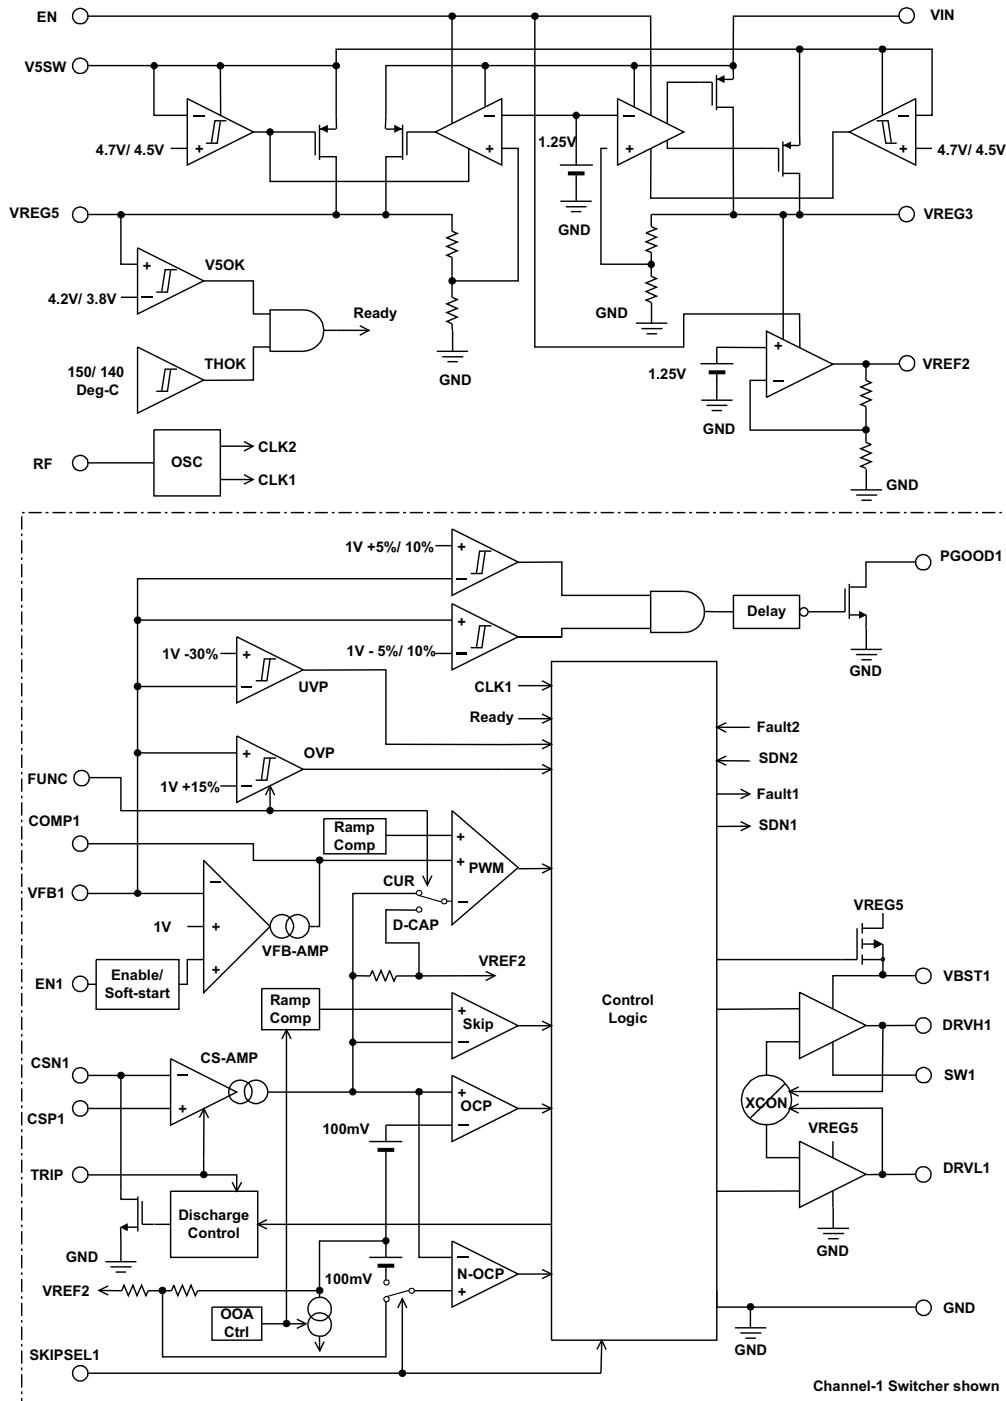 EN
VIN
V5SW
4.7V/ 4.5V
1.25V
4.7V/ 4.5V
VREG5
GND
VREG3
V5OK
4.2V/ 3.8V
Ready
GND
THOK
150/ 140
Deg-C
GND
1.25V
VREF2
GND
RF
OSC
CLK2
CLK1
GND
1V +5%/ 10%
PGOOD1
Delay
1V - 5%/ 10%
1V -30%
UVP
GND
CLK1
Ready
Fault2
OVP
SDN2
FUNC
1V +15%
Fault1
COMP1
Ramp
Comp
SDN1
PWM
CUR
VFB1
D-CAP
1V
VFB-AMP
VREG5
VREF2
EN1
Enable/
Soft-start
VBST1
Ramp
Comp
Skip
Control
Logic
DRVH1
CSN1
CS-AMP
SW1
CSP1
OCP
XCON
100mV
VREG5
TRIP
DRVL1
Discharge
Control
GND
GND
100mV
N-OCP
VREF2
OOA
Ctrl
GND
GND
SKIPSEL1
Channel-1 Switcher shown